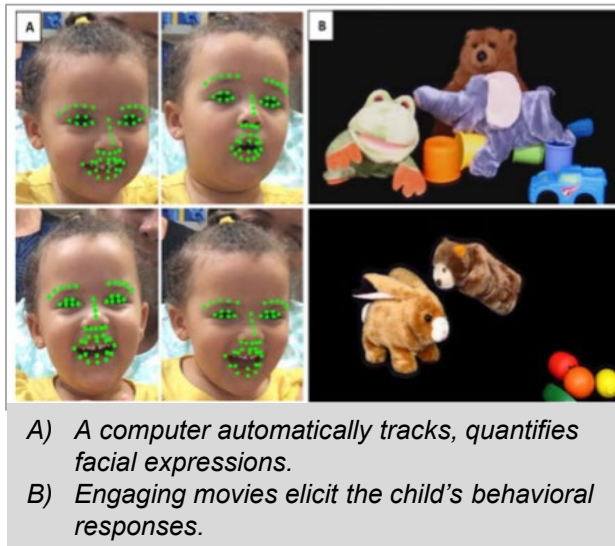 A
B
A) A computer automatically tracks, quantifies
facial expressions.
B) Engaging movies elicit the child's behavioral
responses.